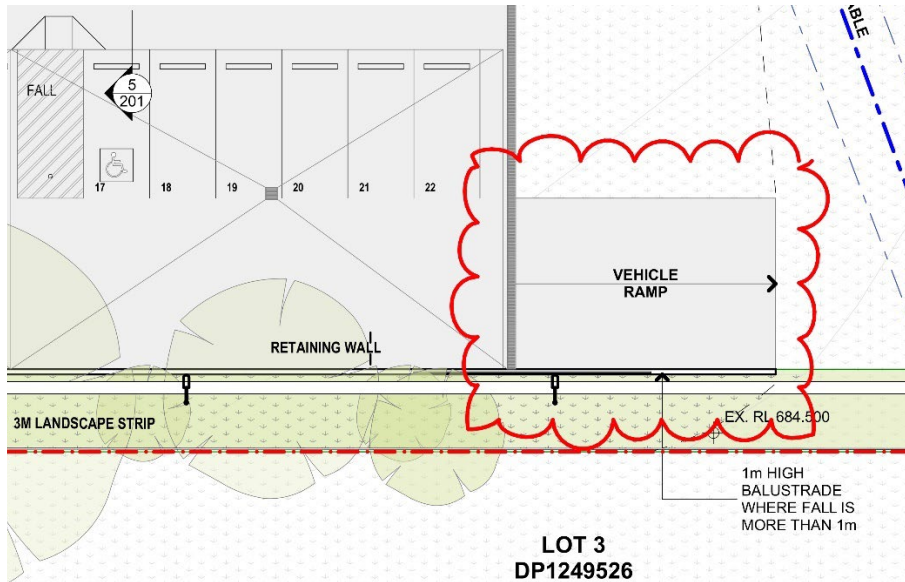 ABLE
FALL
5
201
17
18
19
20
21
22
VEHICLE
RAMP
RETAINING WALL
3M LANDSCAPE STRIP
EX. RL 684.500
1m HIGH
BALUSTRADE
WHERE FALL IS
MORE THAN 1m
LOT 3
DP1249526